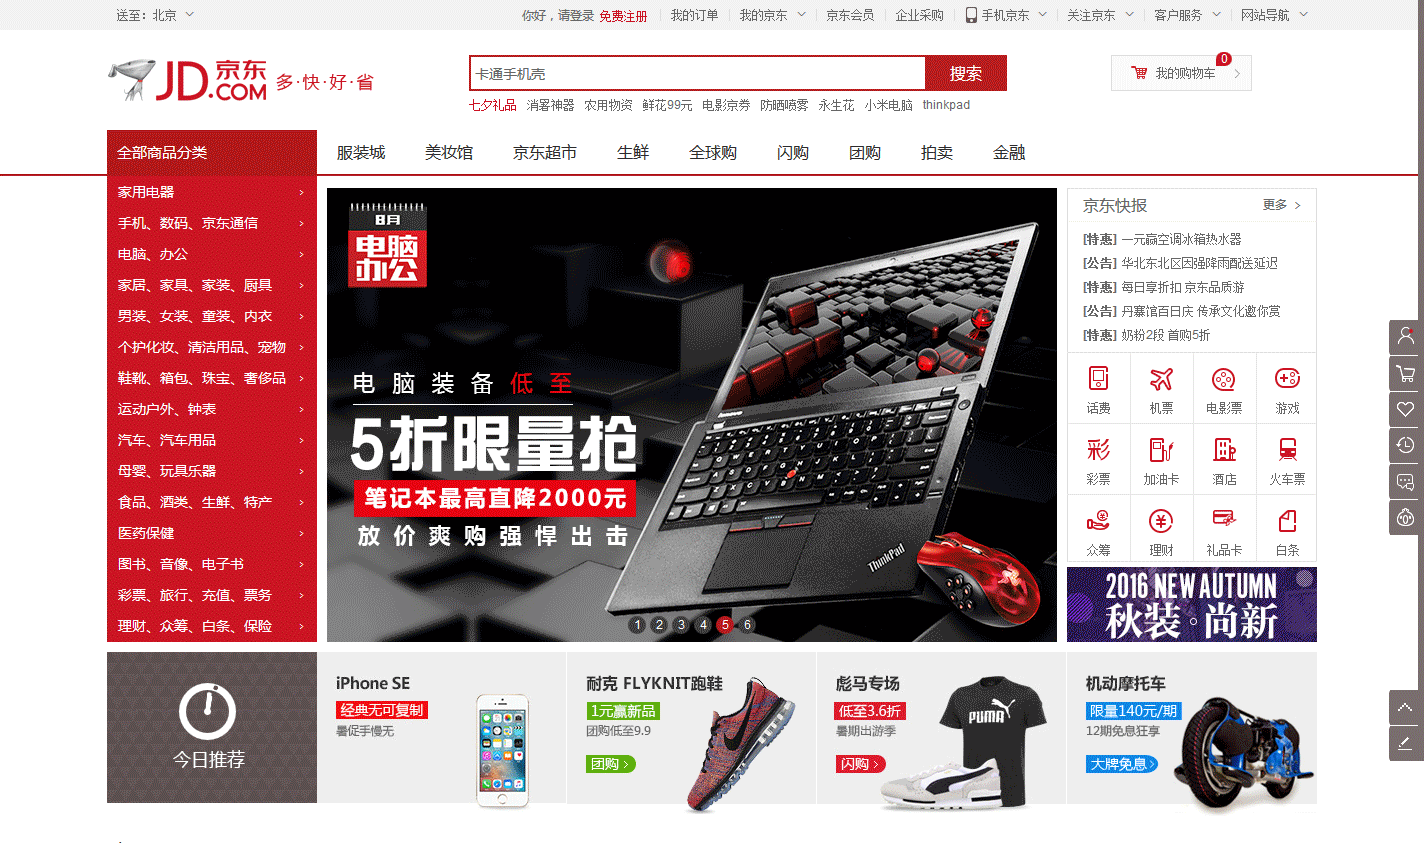 送至：北京
你好，请登录 免费注册 我的订单 我的京东 京东会员 企业采购 手机京东 关注京东 客户服务 网站导航
JD.COM 京东 多·快·好·省
卡通手机壳 搜索
我的购物车 0
七夕礼品 消暑神器 农用物资 鲜花99元 电影京券 防晒喷雾 永生花 小米电脑 thinkpad
全部商品分类 服装城 美妆馆 京东超市 生鲜 全球购 闪购 团购 拍卖 金融
家用电器 >
手机、数码、京东通信 >
电脑、办公 >
家居、家具、家装、厨具 >
男装、女装、童装、内衣 >
个护化妆、清洁用品、宠物 >
鞋靴、箱包、珠宝、奢侈品 >
运动户外、钟表 >
汽车、汽车用品 >
母婴、玩具乐器 >
食品、酒类、生鲜、特产 >
医药保健 >
图书、音像、电子书 >
彩票、旅行、充值、票务 >
理财、众筹、白条、保险 >
8月
电脑
办公
电脑装备低至
5折限量抢
笔记本最高直降2000元
放价爽购强悍出击
ThinkPad
1 2 3 4 5 6
京东快报 更多 >
[特惠] 一元赢空调冰箱热水器
[公告] 华北东北区因强降雨配送延迟
[特惠] 每日享折扣 京东品质游
[公告] 丹寨馆百日庆 传承文化邀你赏
[特惠] 奶粉2段 首购5折
话费 机票 电影票 游戏
彩
彩票 加油卡 酒店 火车票
众筹 理财 礼品卡 白条
2016 NEW AUTUMN
秋装。尚新
今日推荐
iPhone SE
经典无可复制
暑促手慢无
耐克 FLYKNIT跑鞋
1元赢新品
团购低至9.9
团购 >
彪马专场
低至3.6折
暑期出游季
闪购 >
PUMA
机动摩托车
限量140元/期
12期免息狂享
大牌免息 >